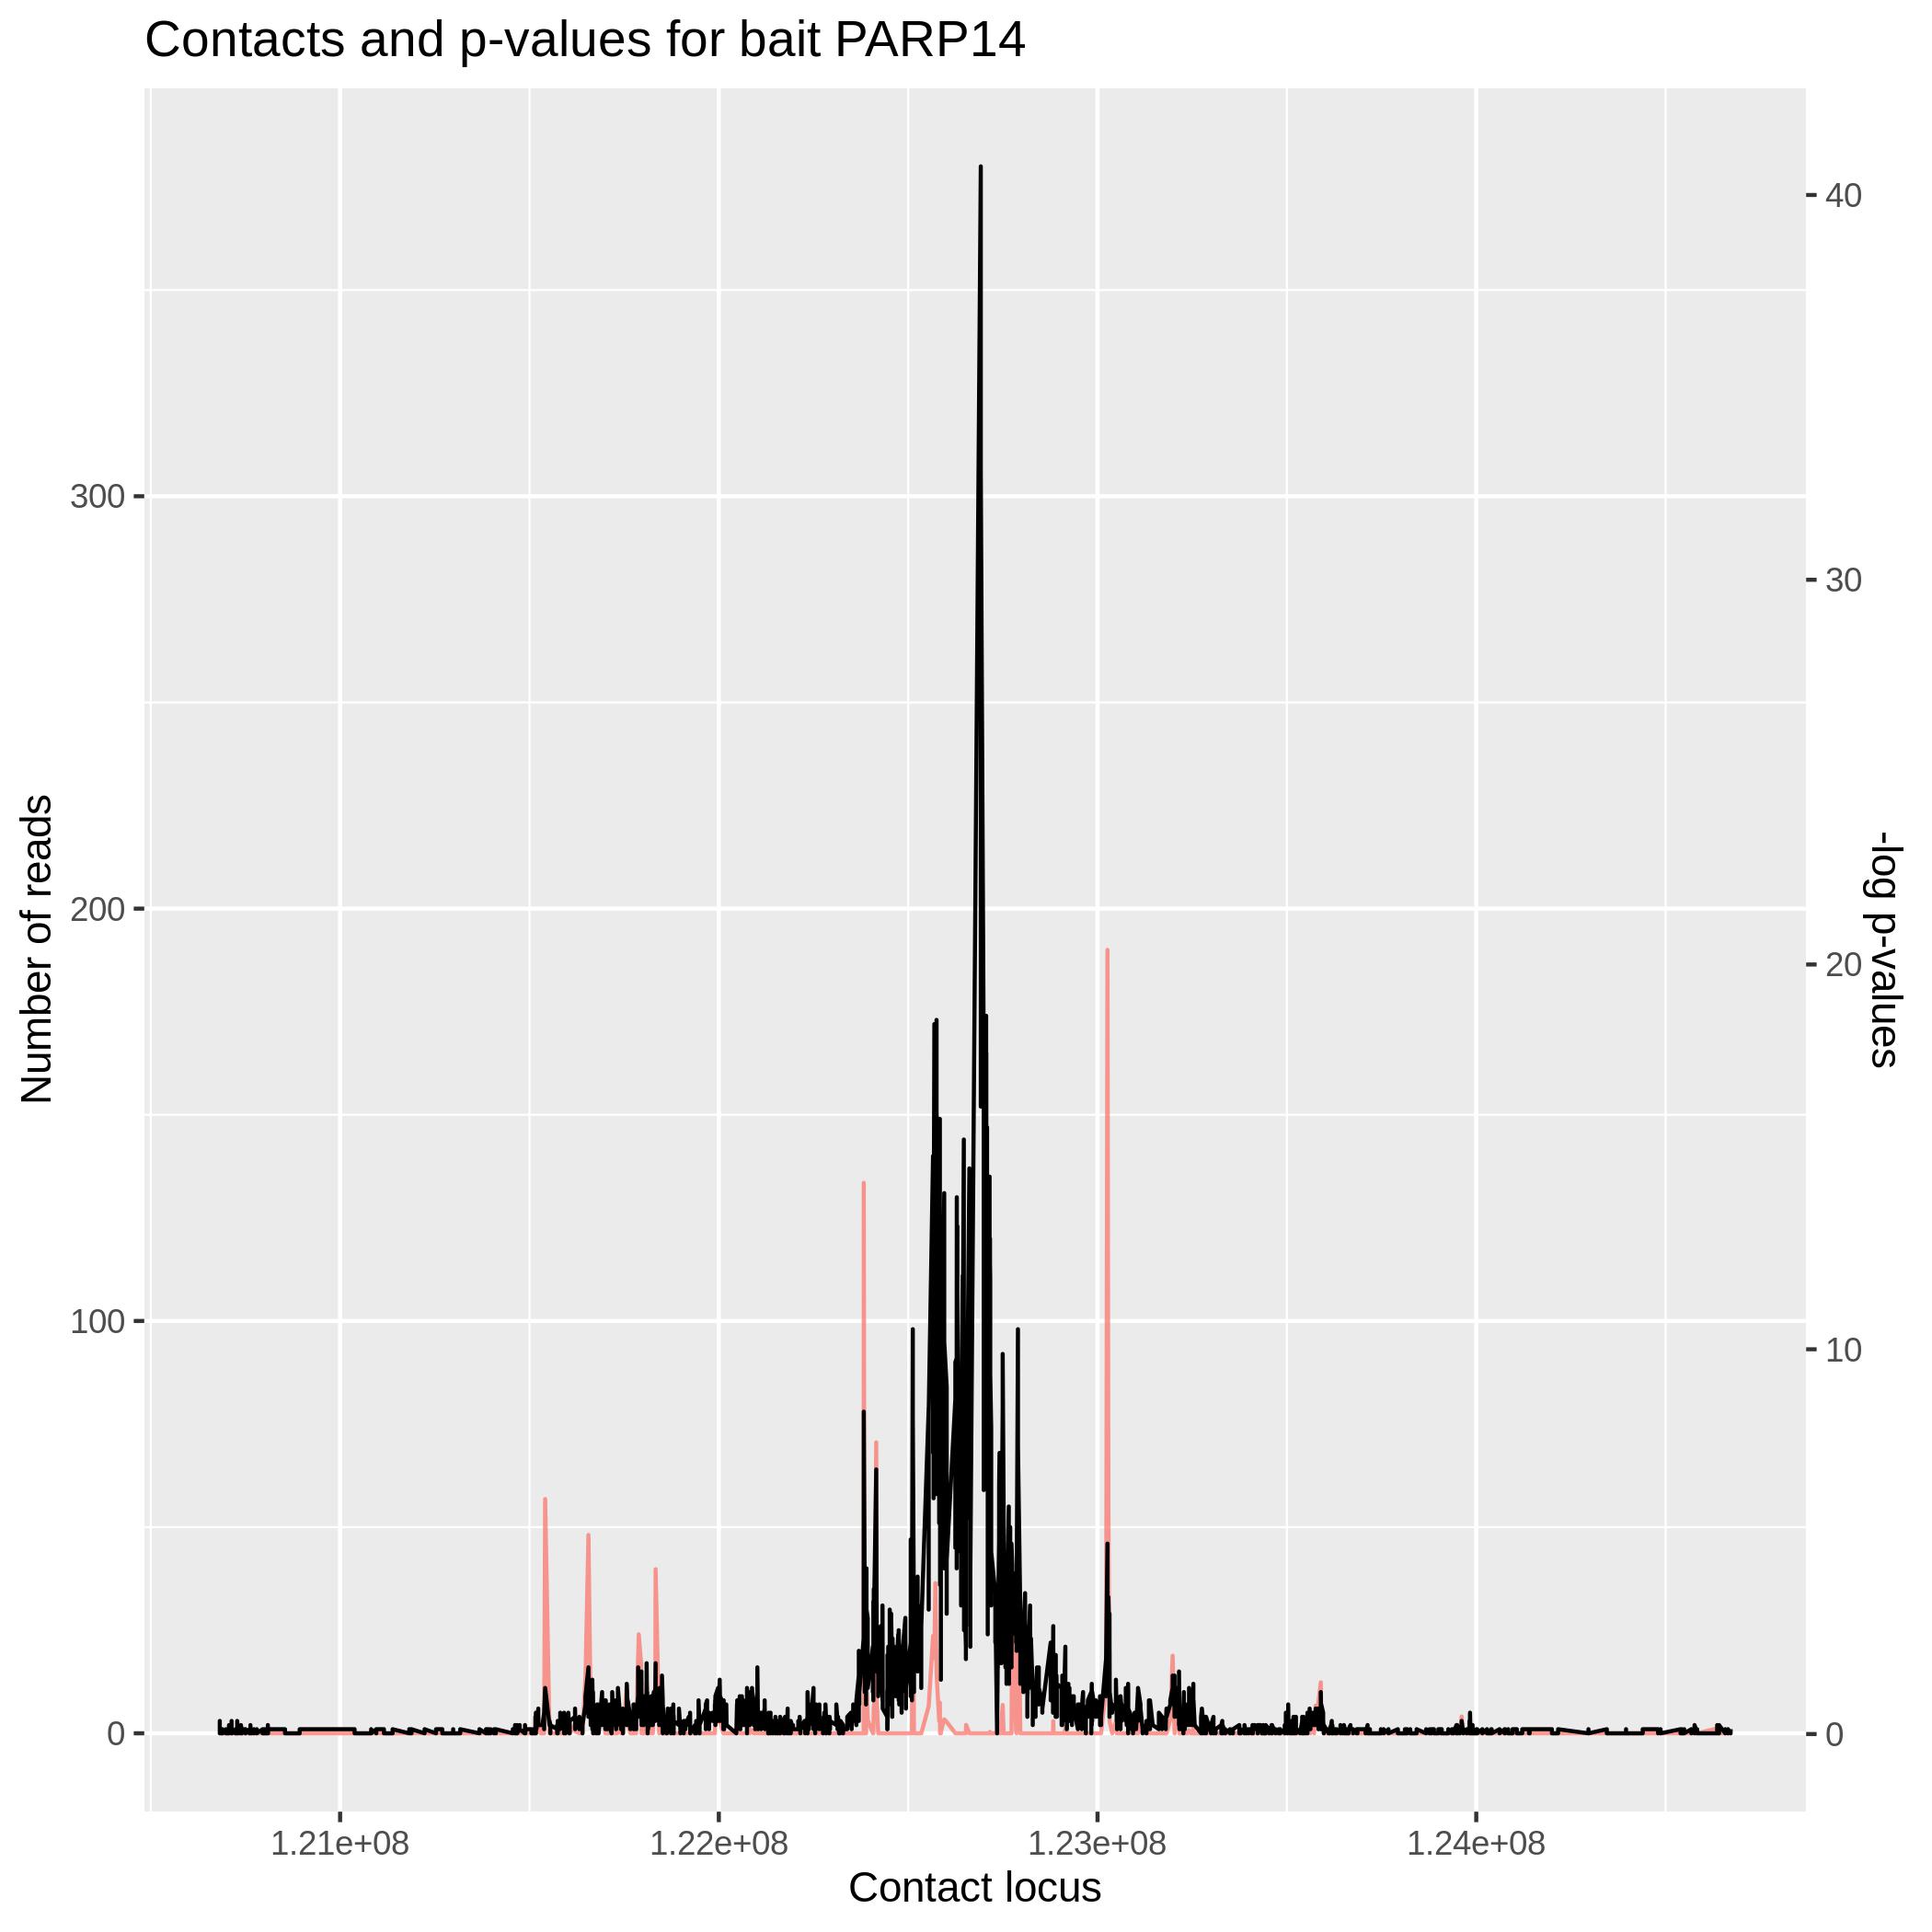 Contacts and p-values for bait PARP14
Number of reads
300
200
100
0
40
30
20
10
0
-log p-values
1.21e+08
1.22e+08
1.23e+08
1.24e+08
Contact locus